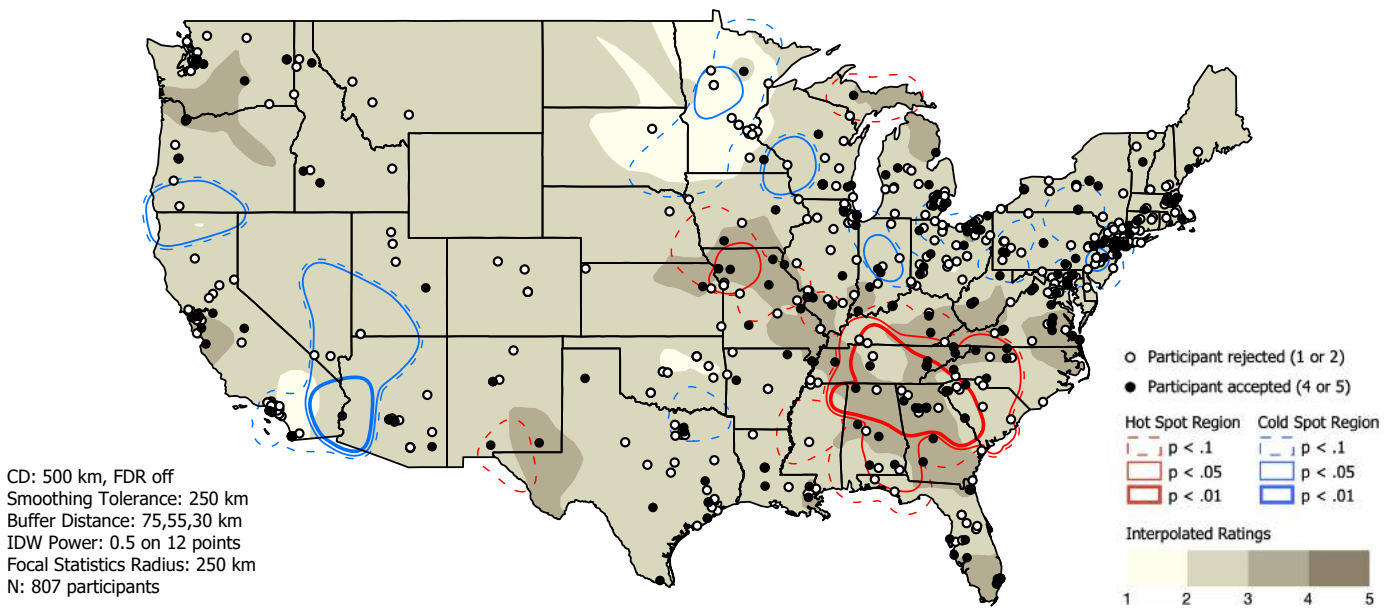 Participant rejected (1 or 2)
Participant accepted (4 or 5)
Hot Spot Region Cold Spot Region
p < .1 p < .1
p < .05 p < .05
p < .01 p < .01
Interpolated Ratings
1 2 3 4 5
CD: 500 km, FDR off
Smoothing Tolerance: 250 km
Buffer Distance: 75,55,30 km
IDW Power: 0.5 on 12 points
Focal Statistics Radius: 250 km
N: 807 participants